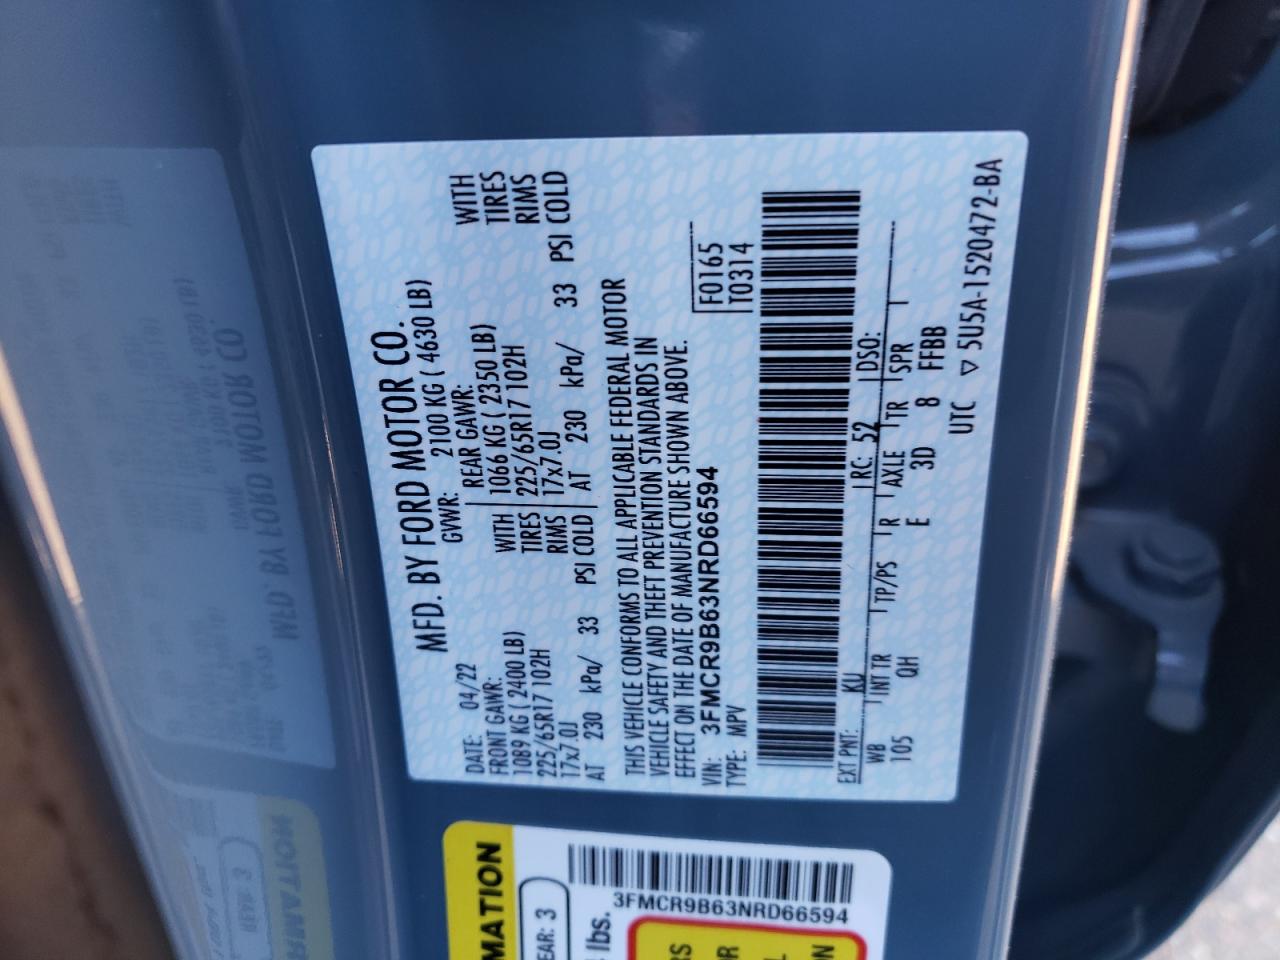 MFD. BY FORD MOTOR CO.
DATE: 04/22 GVWR: 2100 KG ( 4630 LB)
FRONT GAWR: REAR GAWR:
1089 KG ( 2400 LB) WITH 1066 KG ( 2350 LB) WITH
225/65R17 102H TIRES 225/65R17 102H TIRES
17x7.0J RIMS 17x7.0J RIMS
AT 230 kPa/ 33 PSI COLD AT 230 kPa/ 33 PSI COLD
THIS VEHICLE CONFORMS TO ALL APPLICABLE FEDERAL MOTOR
VEHICLE SAFETY AND THEFT PREVENTION STANDARDS IN
EFFECT ON THE DATE OF MANUFACTURE SHOWN ABOVE.
VIN: 3FMCR9B63NRD66594 F0165
TYPE: MPV T0314
EXT PNT: KU RC: 52 DSO:
WB INT TR TP/PS R AXLE TR SPR
105 QH E 3D 8 FFBB
UTC ▽ 5U5A-1520472-BA
MATION
EAR: 3
lbs.
3FMCR9B63NRD66594